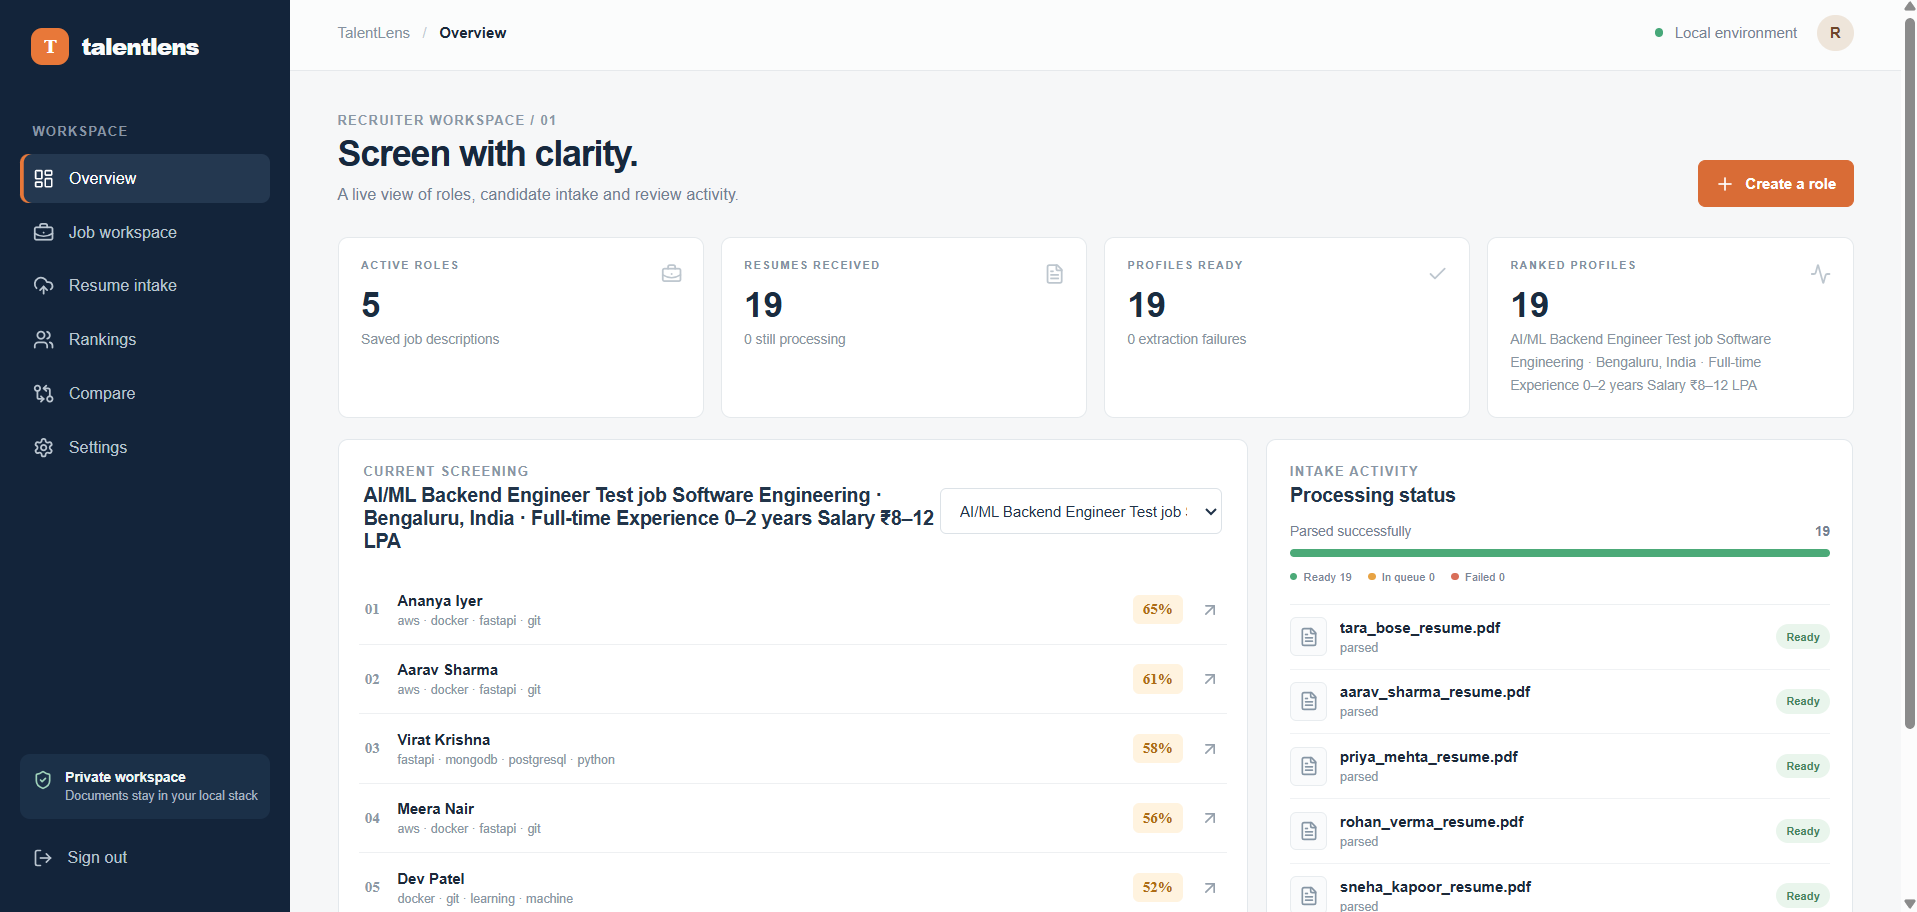 T talentlens
WORKSPACE
Overview
Job workspace
Resume intake
Rankings
Compare
Settings
Private workspace
Documents stay in your local stack
Sign out
TalentLens / Overview
Local environment R
RECRUITER WORKSPACE / 01
Screen with clarity.
A live view of roles, candidate intake and review activity.
+ Create a role
ACTIVE ROLES
5
Saved job descriptions
RESUMES RECEIVED
19
0 still processing
PROFILES READY
19
0 extraction failures
RANKED PROFILES
19
AI/ML Backend Engineer Test job Software
Engineering · Bengaluru, India · Full-time
Experience 0–2 years Salary ₹8–12 LPA
CURRENT SCREENING
AI/ML Backend Engineer Test job Software Engineering ·
Bengaluru, India · Full-time Experience 0–2 years Salary ₹8–12
LPA
AI/ML Backend Engineer Test job
01 Ananya Iyer 65%
aws · docker · fastapi · git
02 Aarav Sharma 61%
aws · docker · fastapi · git
03 Virat Krishna 58%
fastapi · mongodb · postgresql · python
04 Meera Nair 56%
aws · docker · fastapi · git
05 Dev Patel 52%
docker · git · learning · machine
INTAKE ACTIVITY
Processing status
Parsed successfully 19
Ready 19 In queue 0 Failed 0
tara_bose_resume.pdf Ready
parsed
aarav_sharma_resume.pdf Ready
parsed
priya_mehta_resume.pdf Ready
parsed
rohan_verma_resume.pdf Ready
parsed
sneha_kapoor_resume.pdf Ready
parsed